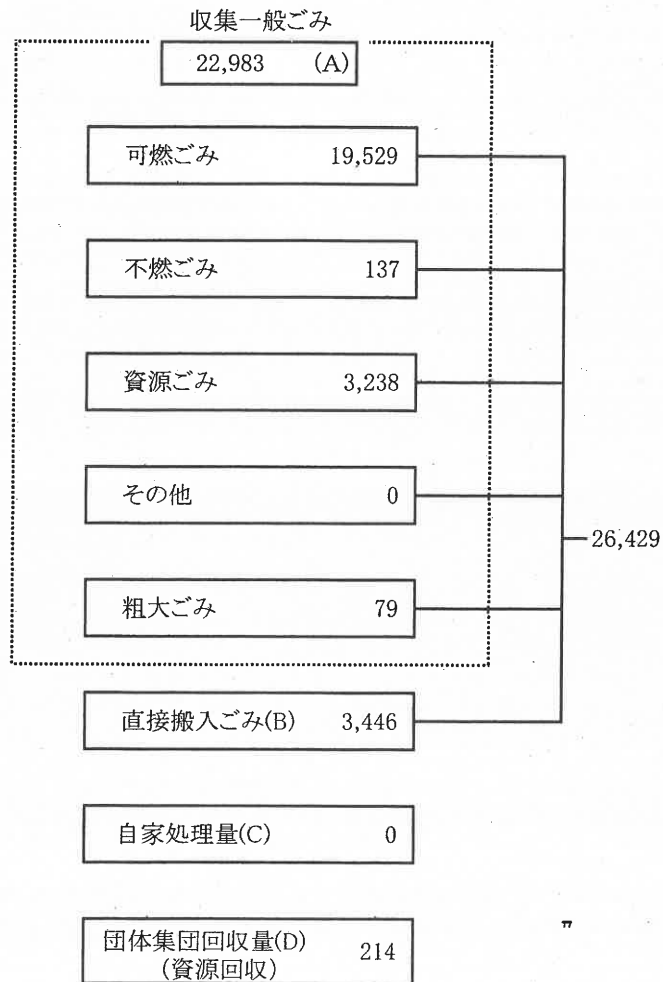 収集一般ごみ
22,983 (A)
可燃ごみ 19,529
不燃ごみ 137
資源ごみ 3,238
その他 0
26,429
粗大ごみ 79
直接搬入ごみ(B) 3,446
自家処理量(C) 0
団体集団回収量(D) 214
(資源回収)